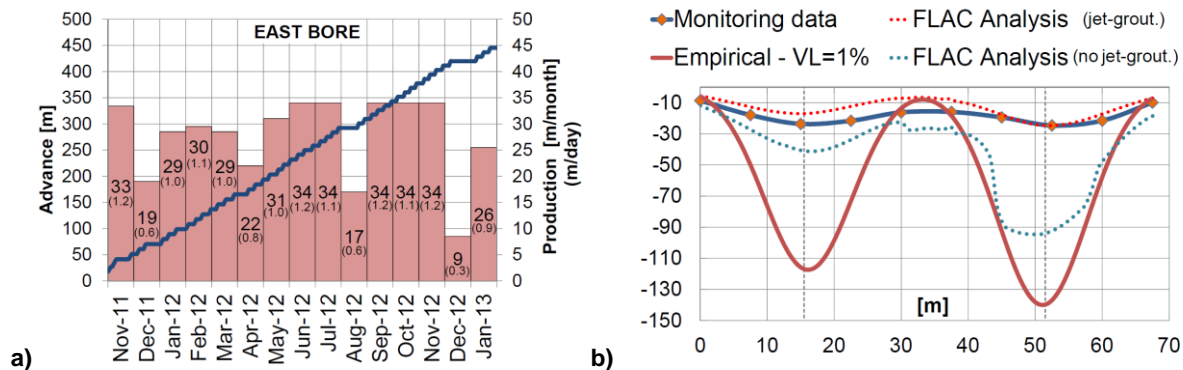 EAST BORE
Advance [m]
500
450
400
350
300
250
200
150
100
50
0
33
(1.2)
19
(0.6)
29
(1.0)
30
(1.1)
29
(1.0)
22
(0.8)
31
(1.0)
34
(1.2)
34
(1.1)
17
(0.6)
34
(1.2)
34
(1.1)
34
(1.2)
9
(0.3)
26
(0.9)
50
45
40
35
30
25
20
15
10
5
0
Production [m/month]
(m/day)
Nov-11
Dec-11
Jan-12
Feb-12
Mar-12
Apr-12
May-12
Jun-12
Jul-12
Aug-12
Sep-12
Oct-12
Nov-12
Dec-12
Jan-13
a)
Monitoring data
FLAC Analysis (jet-grout.)
Empirical - VL=1%
FLAC Analysis (no jet-grout.)
-10
-30
-50
-70
-90
-110
-130
-150
[m]
0 10 20 30 40 50 60 70
b)